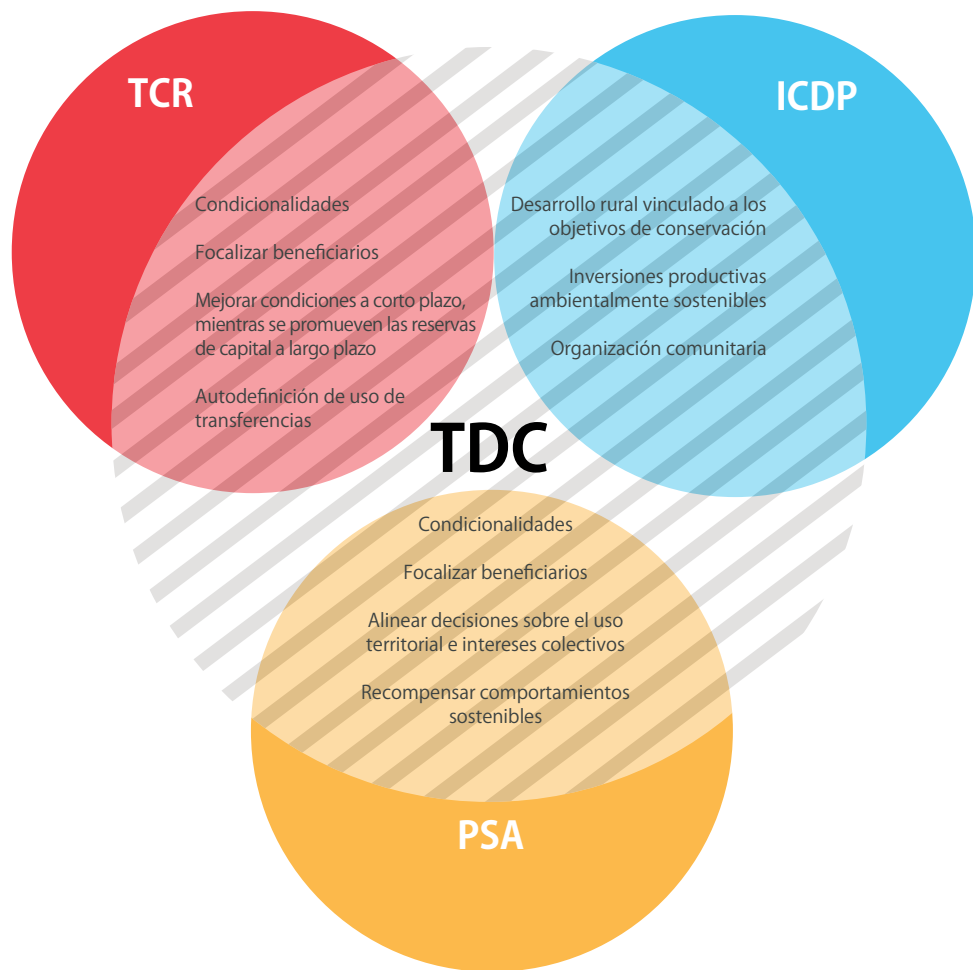 TCR
Condicionalidades
Focalizar beneficiarios
Mejorar condiciones a corto plazo,
mientras se promueven las reservas
de capital a largo plazo
Autodefinición de uso de
transferencias
ICDP
Desarrollo rural vinculado a los
objetivos de conservación
Inversiones productivas
ambientalmente sostenibles
Organización comunitaria
TDC
Condicionalidades
Focalizar beneficiarios
Alinear decisiones sobre el uso
territorial e intereses colectivos
Recompensar comportamientos
sostenibles
PSA